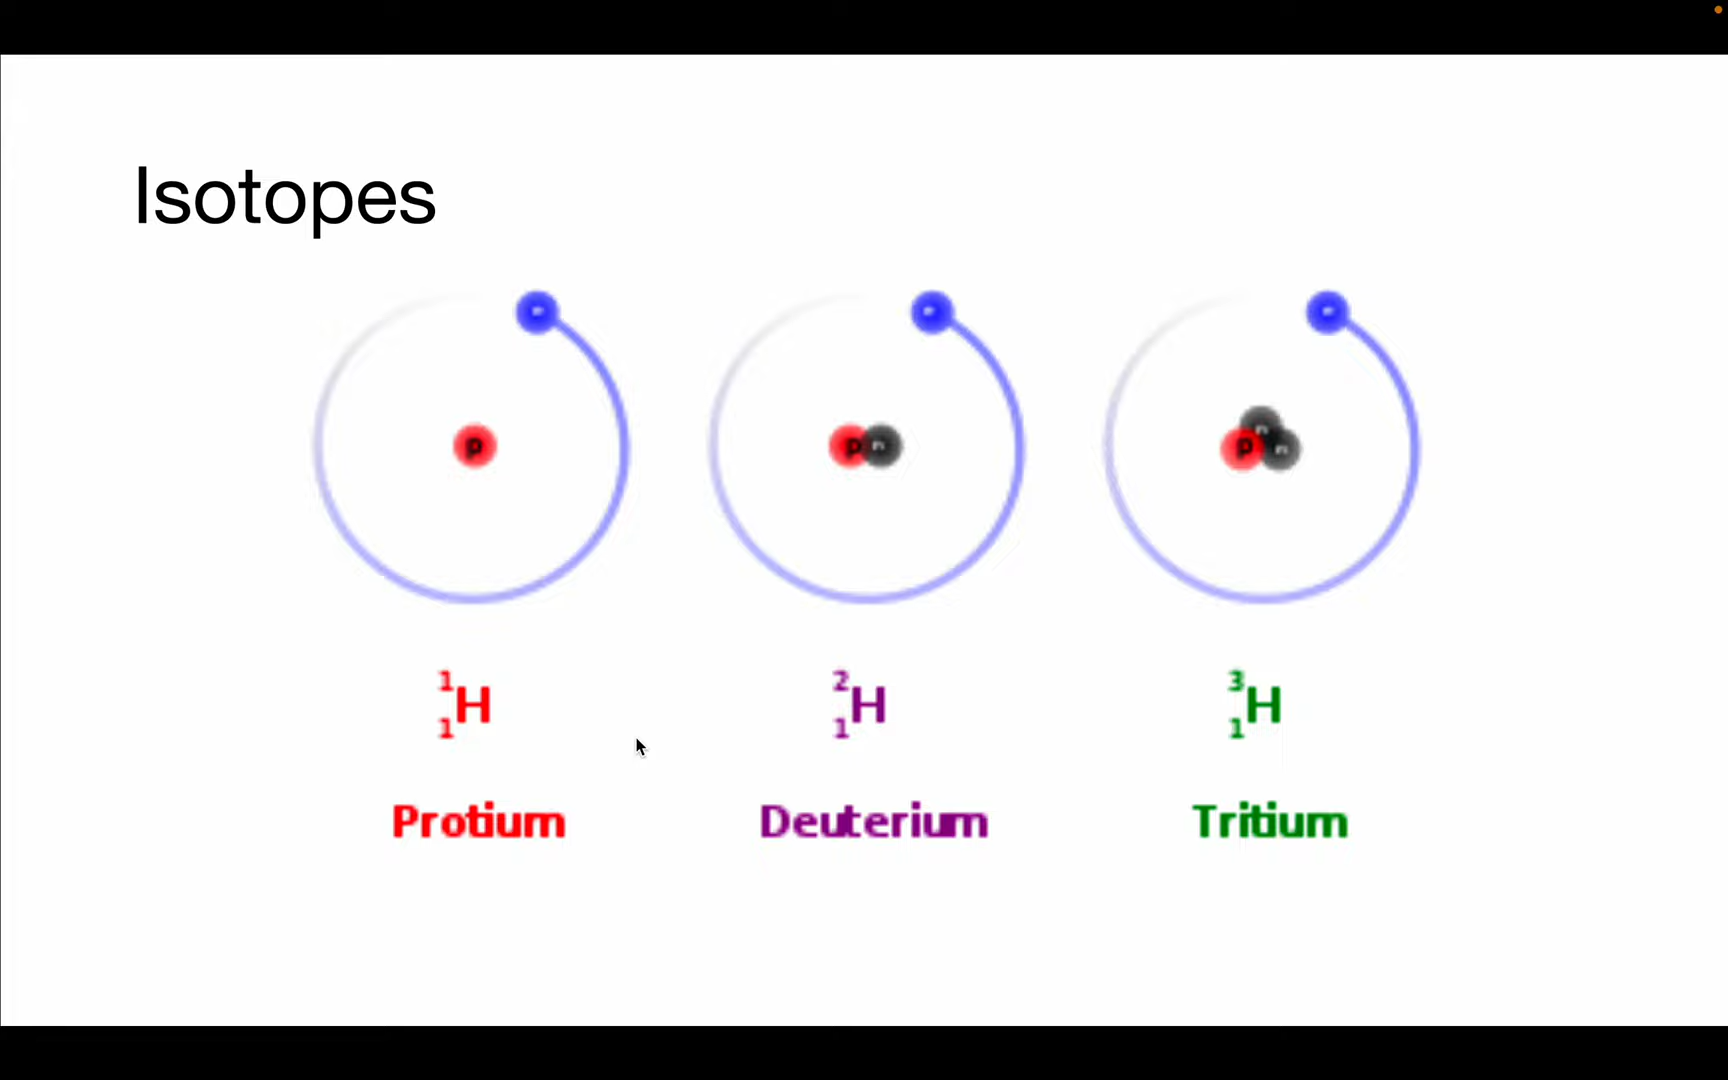 Isotopes
p
p n
n
p n
1
1H
2
1H
3
1H
Protium Deuterium Tritium